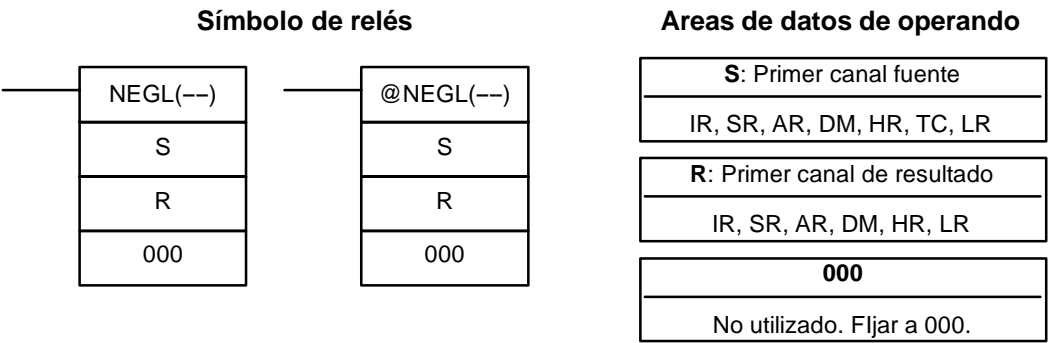 Símbolo de relés
NEGL(−−)
S
R
000
@NEGL(−−)
S
R
000
Areas de datos de operando
S: Primer canal fuente
IR, SR, AR, DM, HR, TC, LR
R: Primer canal de resultado
IR, SR, AR, DM, HR, LR
000
No utilizado. FIjar a 000.